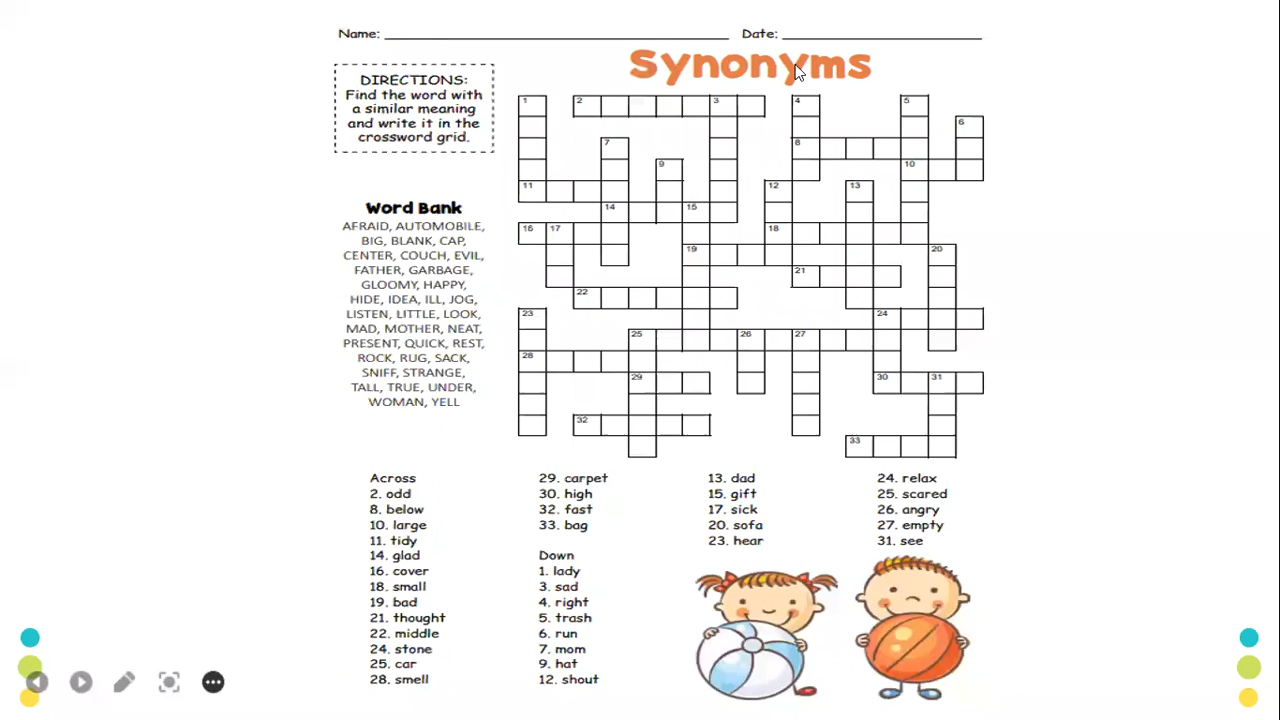 Name: Date:
Synonyms
DIRECTIONS:
Find the word with
a similar meaning
and write it in the
crossword grid.
Word Bank
AFRAID, AUTOMOBILE,
BIG, BLANK, CAP,
CENTER, COUCH, EVIL,
FATHER, GARBAGE,
GLOOMY, HAPPY,
HIDE, IDEA, ILL, JOG,
LISTEN, LITTLE, LOOK,
MAD, MOTHER, NEAT,
PRESENT, QUICK, REST,
ROCK, RUG, SACK,
SNIFF, STRANGE,
TALL, TRUE, UNDER,
WOMAN, YELL
1 2 3 4 5
6
7 8
9 10
11 12 13
14 15
16 17 18
19 20
21
22
23 24
25 26 27
28
29 30 31
32
33
Across
2. odd
8. below
10. large
11. tidy
14. glad
16. cover
18. small
19. bad
21. thought
22. middle
24. stone
25. car
28. smell
29. carpet
30. high
32. fast
33. bag
Down
1. lady
3. sad
4. right
5. trash
6. run
7. mom
9. hat
12. shout
13. dad
15. gift
17. sick
20. sofa
23. hear
24. relax
25. scared
26. angry
27. empty
31. see